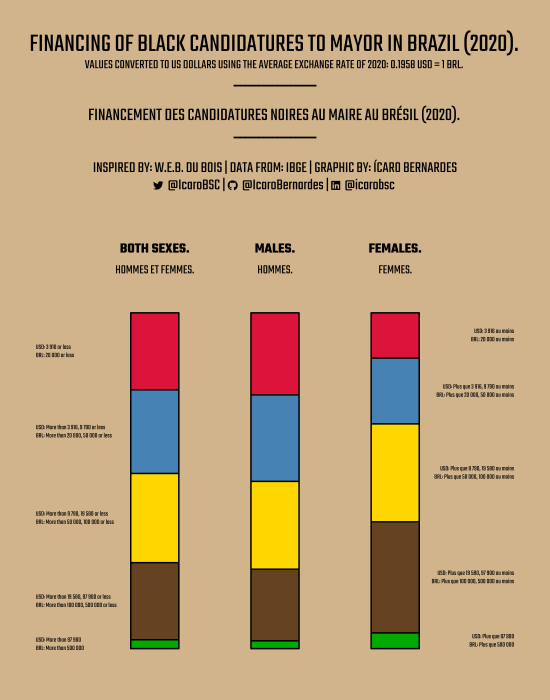 FINANCING OF BLACK CANDIDATURES TO MAYOR IN BRAZIL (2020).
VALUES CONVERTED TO US DOLLARS USING THE AVERAGE EXCHANGE RATE OF 2020: 0.1958 USD = 1 BRL.
FINANCEMENT DES CANDIDATURES NOIRES AU MAIRE AU BRÉSIL (2020).
INSPIRED BY: W.E.B. DU BOIS | DATA FROM: IBGE | GRAPHIC BY: ÍCARO BERNARDES
@IcaroBSC | @IcaroBernardes | @icarobsc
BOTH SEXES. MALES. FEMALES.
HOMMES ET FEMMES. HOMMES. FEMMES.
USD: 3 916 or less
BRL: 20 000 or less
USD: More than 3 916, 9 790 or less
BRL: More than 20 000, 50 000 or less
USD: More than 9 790, 19 580 or less
BRL: More than 50 000, 100 000 or less
USD: More than 19 580, 97 900 or less
BRL: More than 100 000, 500 000 or less
USD: More than 97 900
BRL: More than 500 000
USD: 3 916 au moins
BRL: 20 000 au moins
USD: Plus que 3 916, 9 790 au moins
BRL: Plus que 20 000, 50 000 au moins
USD: Plus que 9 790, 19 580 au moins
BRL: Plus que 50 000, 100 000 au moins
USD: Plus que 19 580, 97 900 au moins
BRL: Plus que 100 000, 500 000 au moins
USD: Plus que 97 900
BRL: Plus que 500 000